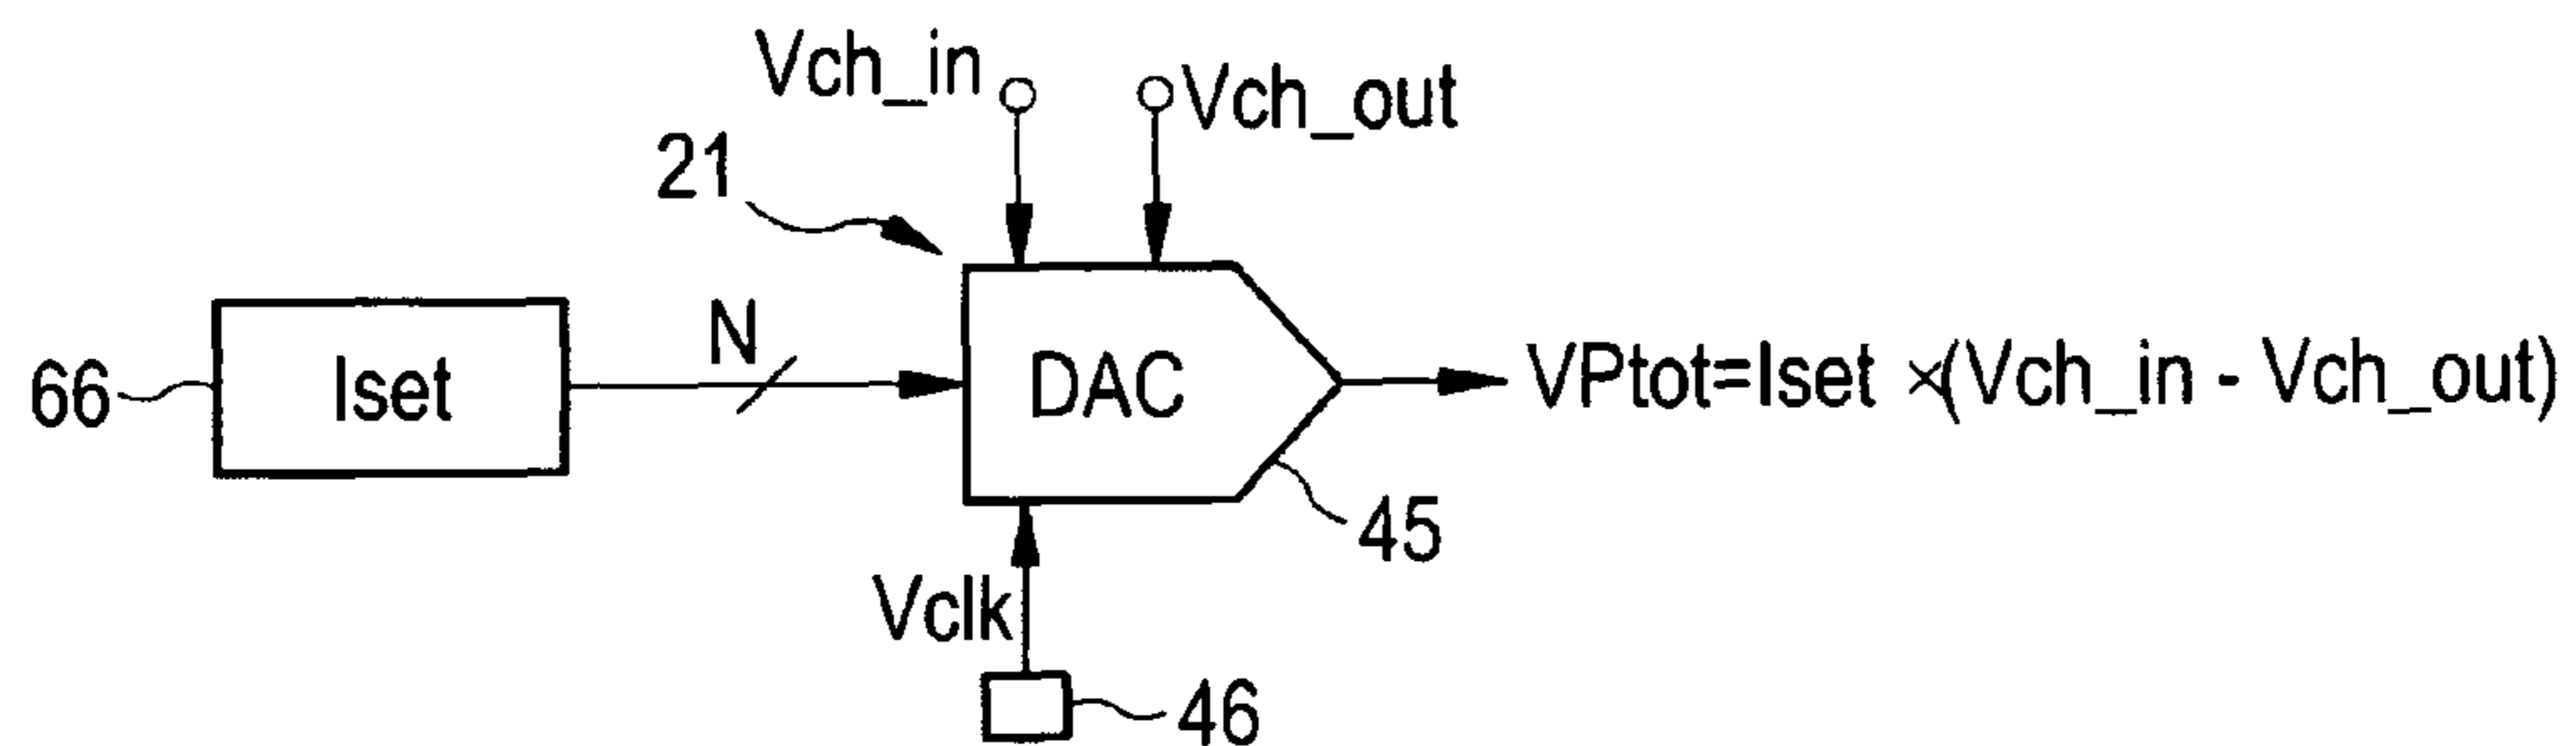 Vch_in
Vch_out
21
N
66
Iset
DAC
VPtot=Iset ×(Vch_in - Vch_out)
45
Vclk
46